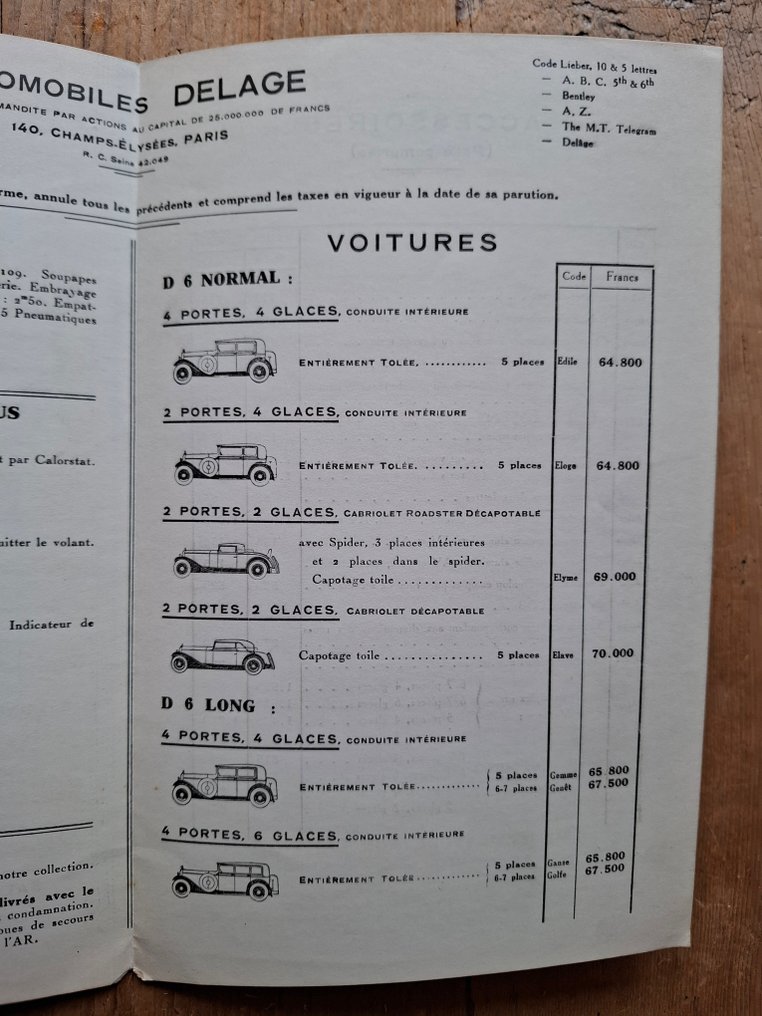 OMOBILES DELAGE
MANDITE PAR ACTIONS AU CAPITAL DE 25.000.000 DE FRANCS
140, CHAMPS-ÉLYSÉES, PARIS
R. C. Seine 42.049
Code Lieber, 10 & 5 lettres
— A. B. C. 5th & 6th
— Bentley
— A. Z.
— The M.T. Telegram
— Delage
rme, annule tous les précédents et comprend les taxes en vigueur à la date de sa parution.
109. Soupapes
rie. Embrayage
: 2m50. Empat-
5 Pneumatiques
US
t par Calorstat.
uitter le volant.
Indicateur de
notre collection.
livrés avec le
condamnation.
oues de secours
l'AR.
VOITURES
Code Francs
D 6 NORMAL :
4 PORTES, 4 GLACES, CONDUITE INTÉRIEURE
ENTIÈREMENT TOLÉE, ............ 5 places Edile 64.800
2 PORTES, 4 GLACES, CONDUITE INTÉRIEURE
ENTIÈREMENT TOLÉE. ............ 5 places Eloge 64.800
2 PORTES, 2 GLACES, CABRIOLET ROADSTER DÉCAPOTABLE
avec Spider, 3 places intérieures
et 2 places dans le spider.
Capotage toile ............. Elyme 69.000
2 PORTES, 2 GLACES, CABRIOLET DÉCAPOTABLE
Capotage toile ............... 5 places Elave 70.000
D 6 LONG :
4 PORTES, 4 GLACES, CONDUITE INTÉRIEURE
5 places Gemme 65.800
ENTIÈREMENT TOLÉE............ 6-7 places Genêt 67.500
4 PORTES, 6 GLACES, CONDUITE INTÉRIEURE
5 places Ganse 65.800
ENTIÈREMENT TOLÉE............ 6-7 places Golfe 67.500